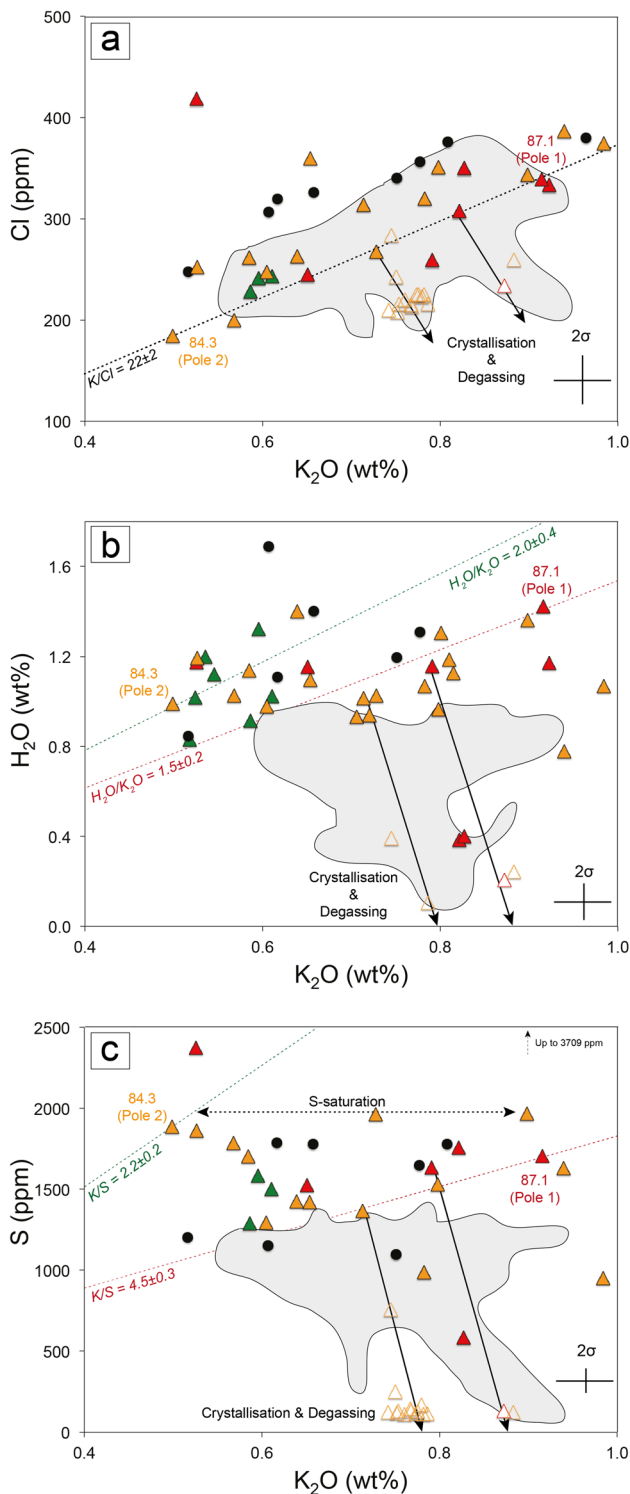 a
500
400
300
200
100
Cl (ppm)
87.1
(Pole 1)
84.3
(Pole 2)
K/Cl = 22±2
Crystallisation
&
Degassing
2σ
0.4
0.6
0.8
1.0
K₂O (wt%)
b
1.6
1.2
0.8
0.4
0.0
H₂O (wt%)
H₂O/K₂O = 2.0±0.4
87.1
(Pole 1)
84.3
(Pole 2)
H₂O/K₂O = 1.5±0.2
Crystallisation
&
Degassing
2σ
0.4
0.6
0.8
1.0
K₂O (wt%)
c
2500
2000
1500
1000
500
0
S (ppm)
Up to 3709 ppm
S-saturation
84.3
(Pole 2)
K/S = 2.2±0.2
87.1
(Pole 1)
K/S = 4.5±0.3
2σ
Crystallisation & Degassing
0.4
0.6
0.8
1.0
K₂O (wt%)